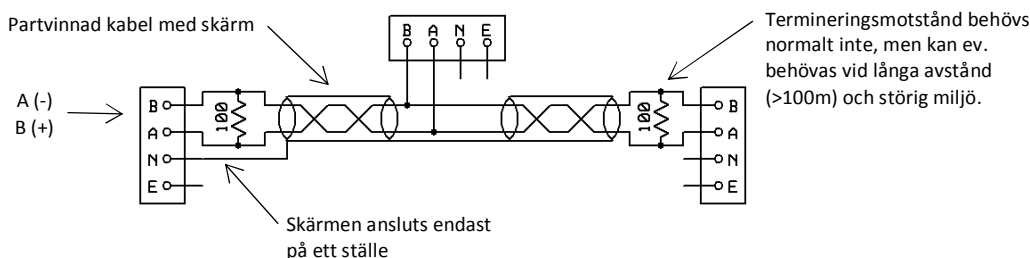 Partvinnad kabel med skärm
B A N E
Termineringsmotstånd behövs
normalt inte, men kan ev.
behövas vid långa avstånd
(>100m) och störig miljö.
A (-)
B (+)
B
A
N
E
100
100
B
A
N
E
Skärmen ansluts endast
på ett ställe